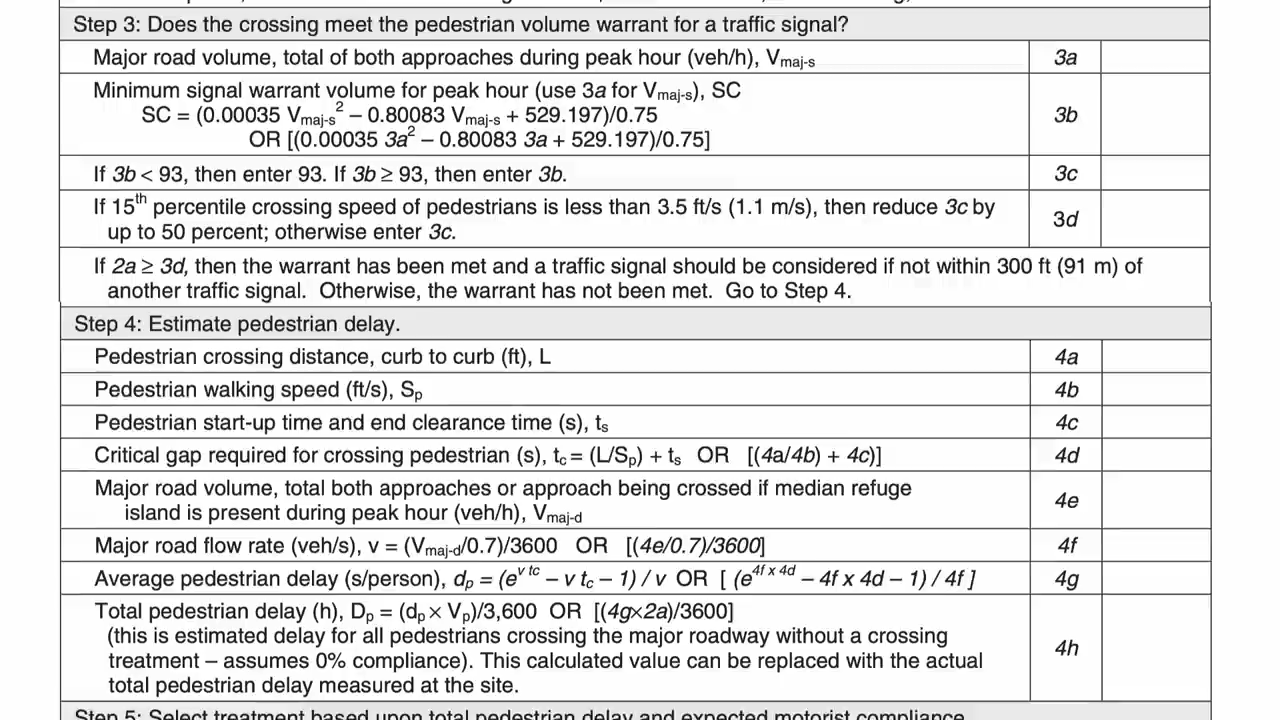 Step 3: Does the crossing meet the pedestrian volume warrant for a traffic signal?
Major road volume, total of both approaches during peak hour (veh/h), Vmaj-s
3a
Minimum signal warrant volume for peak hour (use 3a for Vmaj-s), SC
SC = (0.00035 Vmaj-s² – 0.80083 Vmaj-s + 529.197)/0.75
OR [(0.00035 3a² – 0.80083 3a + 529.197)/0.75]
3b
If 3b < 93, then enter 93. If 3b ≥ 93, then enter 3b.
3c
If 15th percentile crossing speed of pedestrians is less than 3.5 ft/s (1.1 m/s), then reduce 3c by
up to 50 percent; otherwise enter 3c.
3d
If 2a ≥ 3d, then the warrant has been met and a traffic signal should be considered if not within 300 ft (91 m) of
another traffic signal. Otherwise, the warrant has not been met. Go to Step 4.
Step 4: Estimate pedestrian delay.
Pedestrian crossing distance, curb to curb (ft), L
4a
Pedestrian walking speed (ft/s), Sp
4b
Pedestrian start-up time and end clearance time (s), ts
4c
Critical gap required for crossing pedestrian (s), tc = (L/Sp) + ts OR [(4a/4b) + 4c)]
4d
Major road volume, total both approaches or approach being crossed if median refuge
island is present during peak hour (veh/h), Vmaj-d
4e
Major road flow rate (veh/s), v = (Vmaj-d/0.7)/3600 OR [(4e/0.7)/3600]
4f
Average pedestrian delay (s/person), dp = (e^v tc – v tc – 1) / v OR [ (e^4f x 4d – 4f x 4d – 1) / 4f ]
4g
Total pedestrian delay (h), Dp = (dp × Vp)/3,600 OR [(4g×2a)/3600]
(this is estimated delay for all pedestrians crossing the major roadway without a crossing
treatment – assumes 0% compliance). This calculated value can be replaced with the actual
total pedestrian delay measured at the site.
4h
Step 5: Select treatment based upon total pedestrian delay and expected motorist compliance.